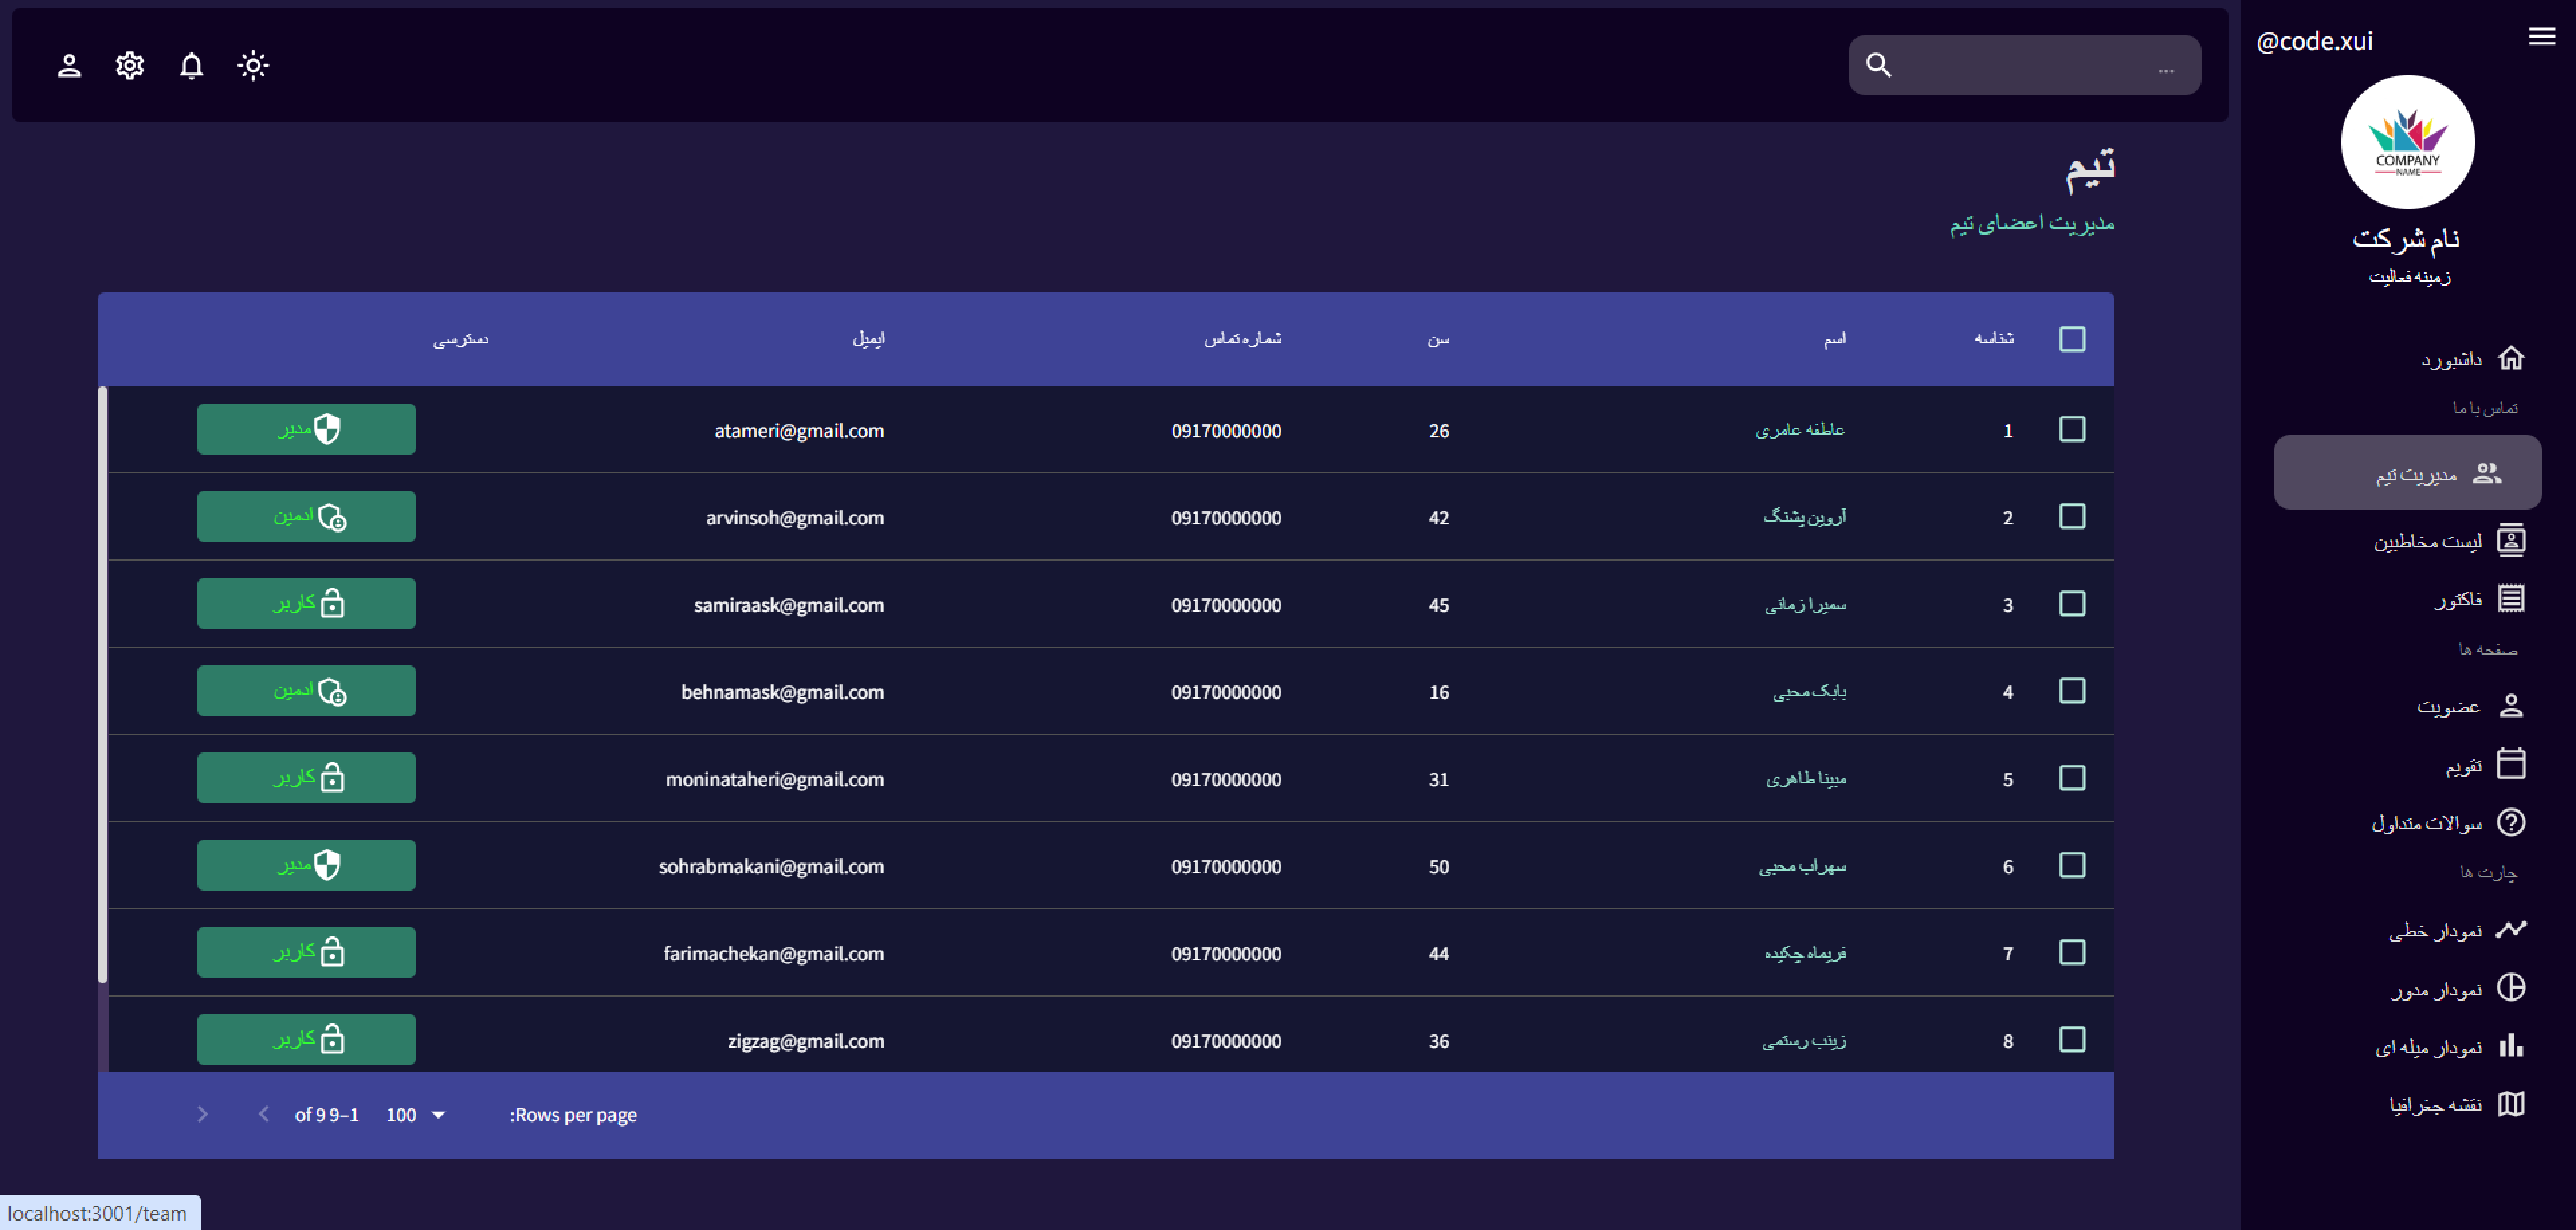 @code.xui
...
COMPANY
NAME
نام شرکت
زمینه فعالیت
داشبورد
تماس با ما
مدیریت تیم
لیست مخاطبین
فاکتور
صفحه ها
عضویت
تقویم
سوالات متداول
چارت ها
نمودار خطی
نمودار مدور
نمودار میله ای
نقشه جغرافیا
تیم
مدیریت اعضای تیم
شناسه اسم سن شماره تماس ایمیل دسترسی
1 عاطفه عامری 26 09170000000 atameri@gmail.com مدیر
2 آروین پشنگ 42 09170000000 arvinsoh@gmail.com ادمین
3 سمیرا زمانی 45 09170000000 samiraask@gmail.com کاربر
4 بابک محبی 16 09170000000 behnamask@gmail.com ادمین
5 مبینا طاهری 31 09170000000 moninataheri@gmail.com کاربر
6 سهراب محبی 50 09170000000 sohrabmakani@gmail.com مدیر
7 فریماه چکیده 44 09170000000 farimachekan@gmail.com کاربر
8 زینب رستمی 36 09170000000 zigzag@gmail.com کاربر
:Rows per page 100 of 9 9–1
localhost:3001/team